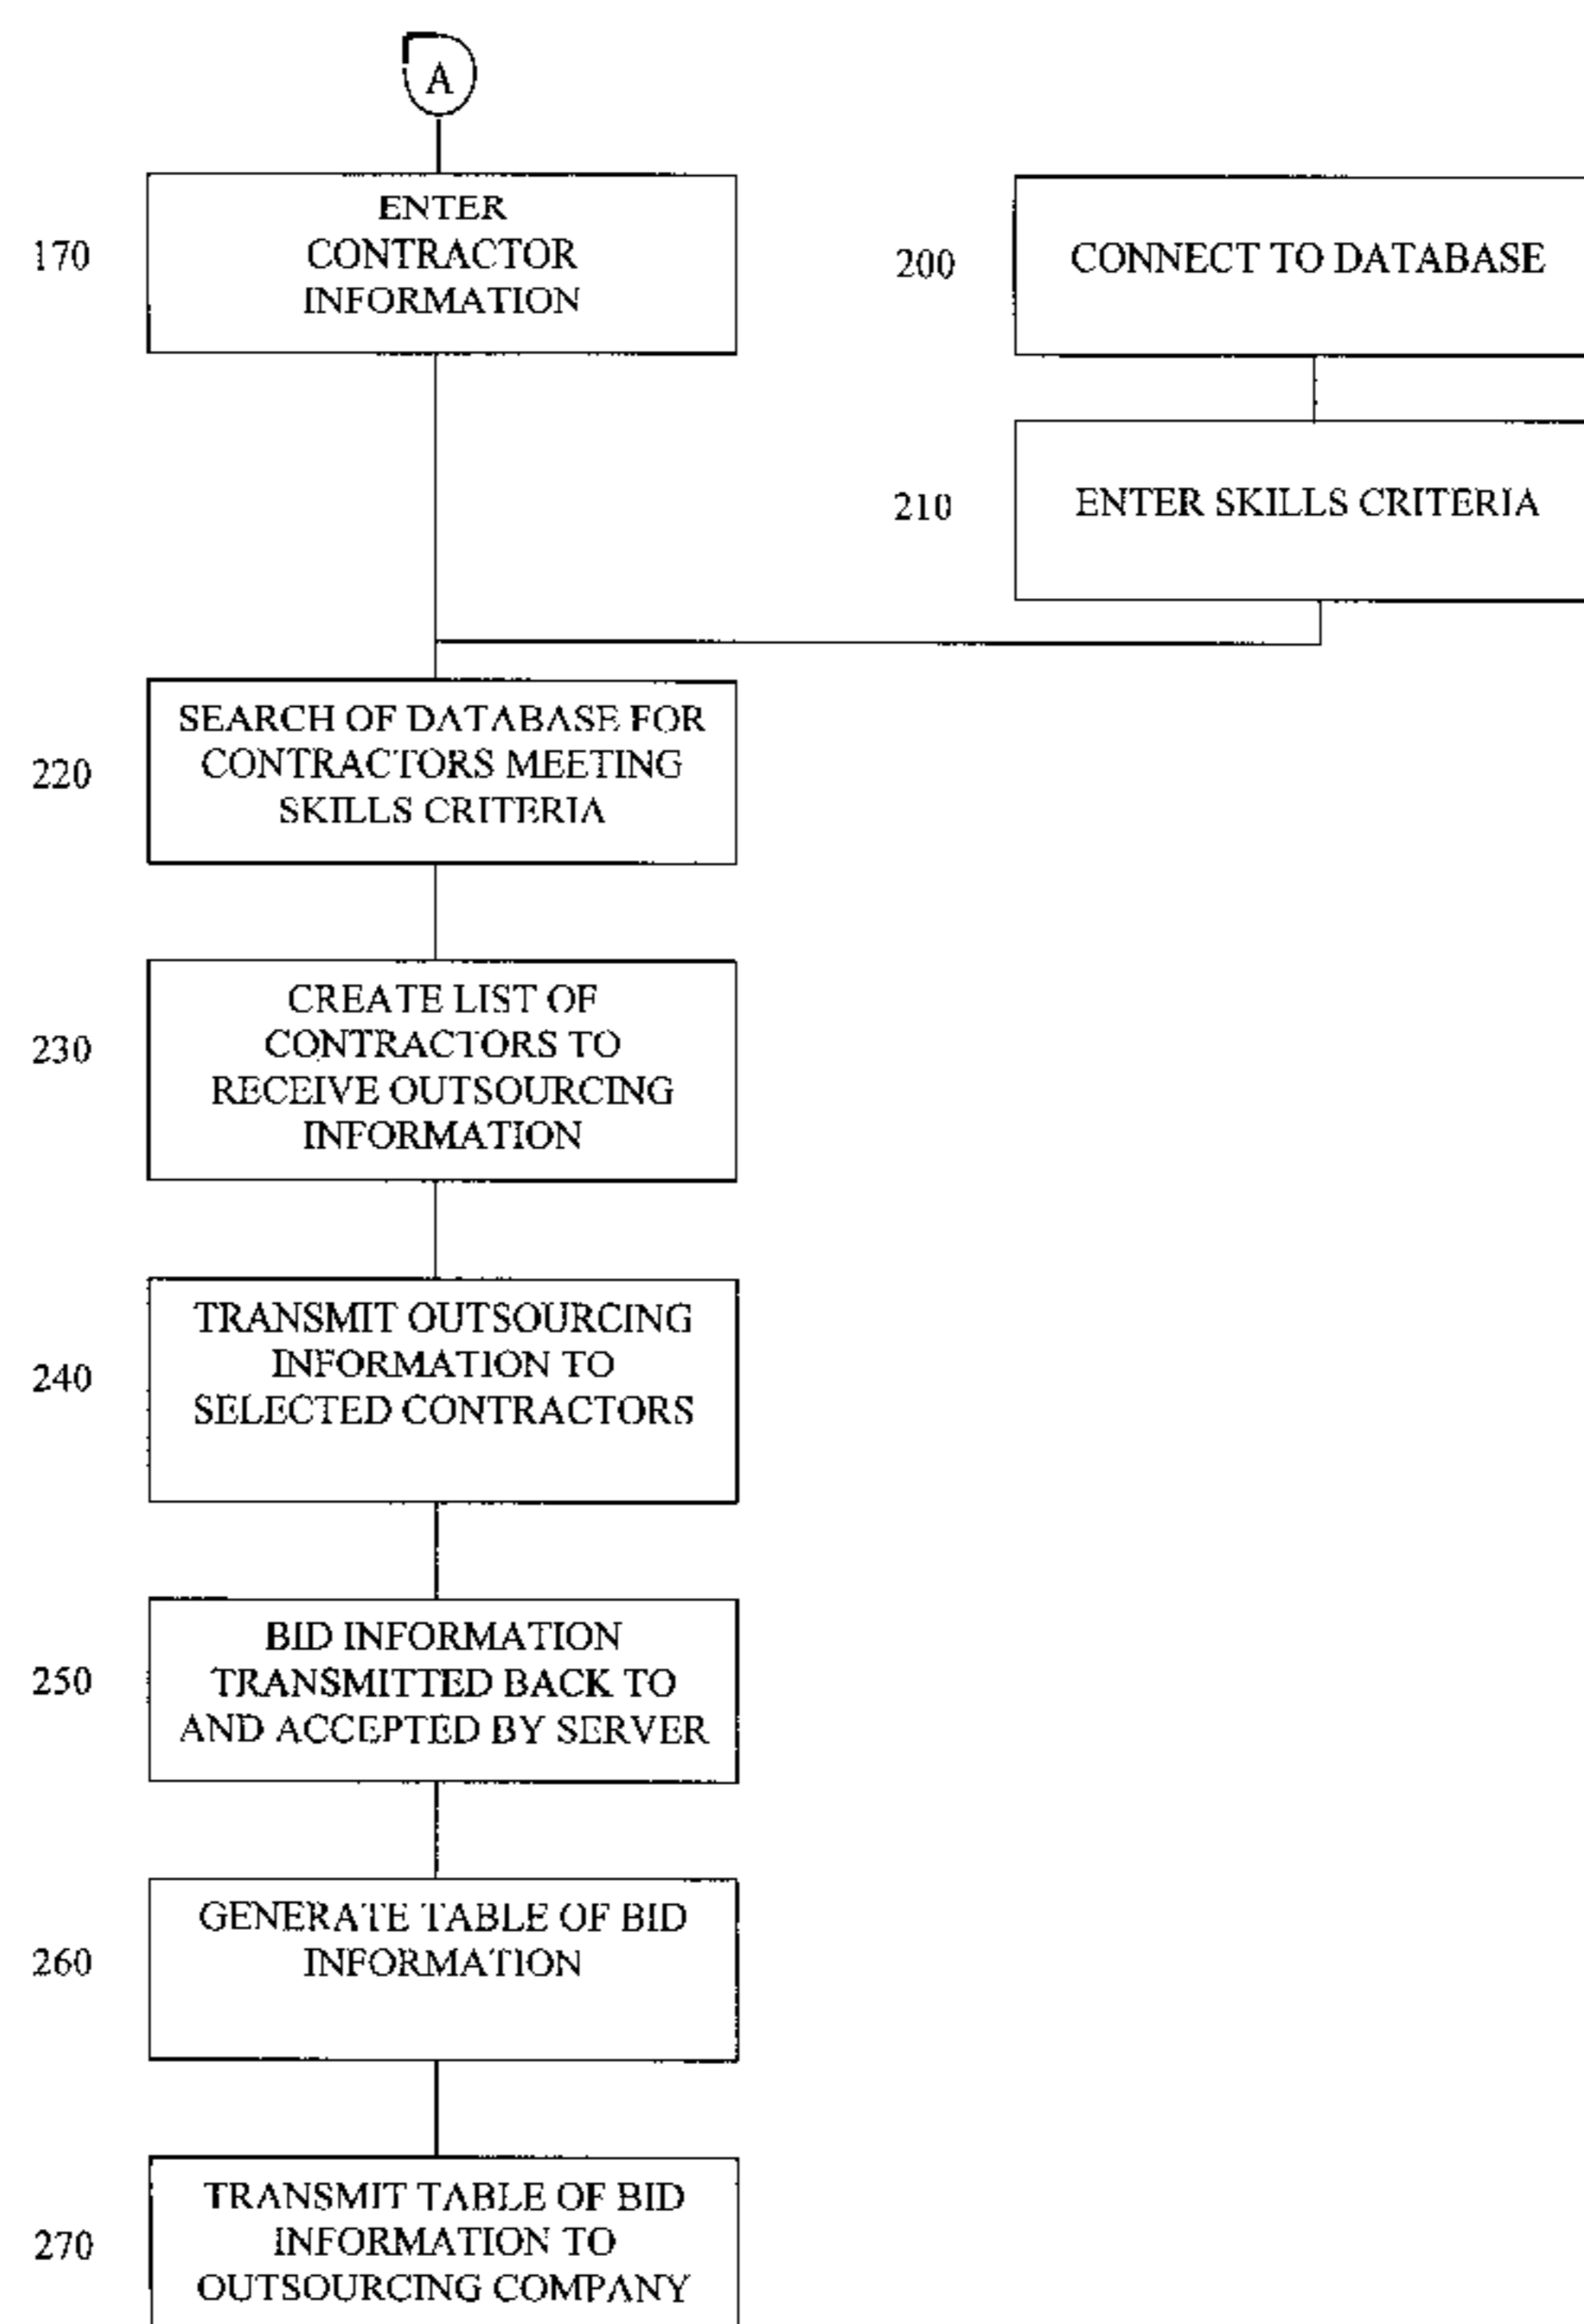 A
170
ENTER
CONTRACTOR
INFORMATION
200
CONNECT TO DATABASE
210
ENTER SKILLS CRITERIA
220
SEARCH OF DATABASE FOR
CONTRACTORS MEETING
SKILLS CRITERIA
230
CREATE LIST OF
CONTRACTORS TO
RECEIVE OUTSOURCING
INFORMATION
240
TRANSMIT OUTSOURCING
INFORMATION TO
SELECTED CONTRACTORS
250
BID INFORMATION
TRANSMITTED BACK TO
AND ACCEPTED BY SERVER
260
GENERATE TABLE OF BID
INFORMATION
270
TRANSMIT TABLE OF BID
INFORMATION TO
OUTSOURCING COMPANY